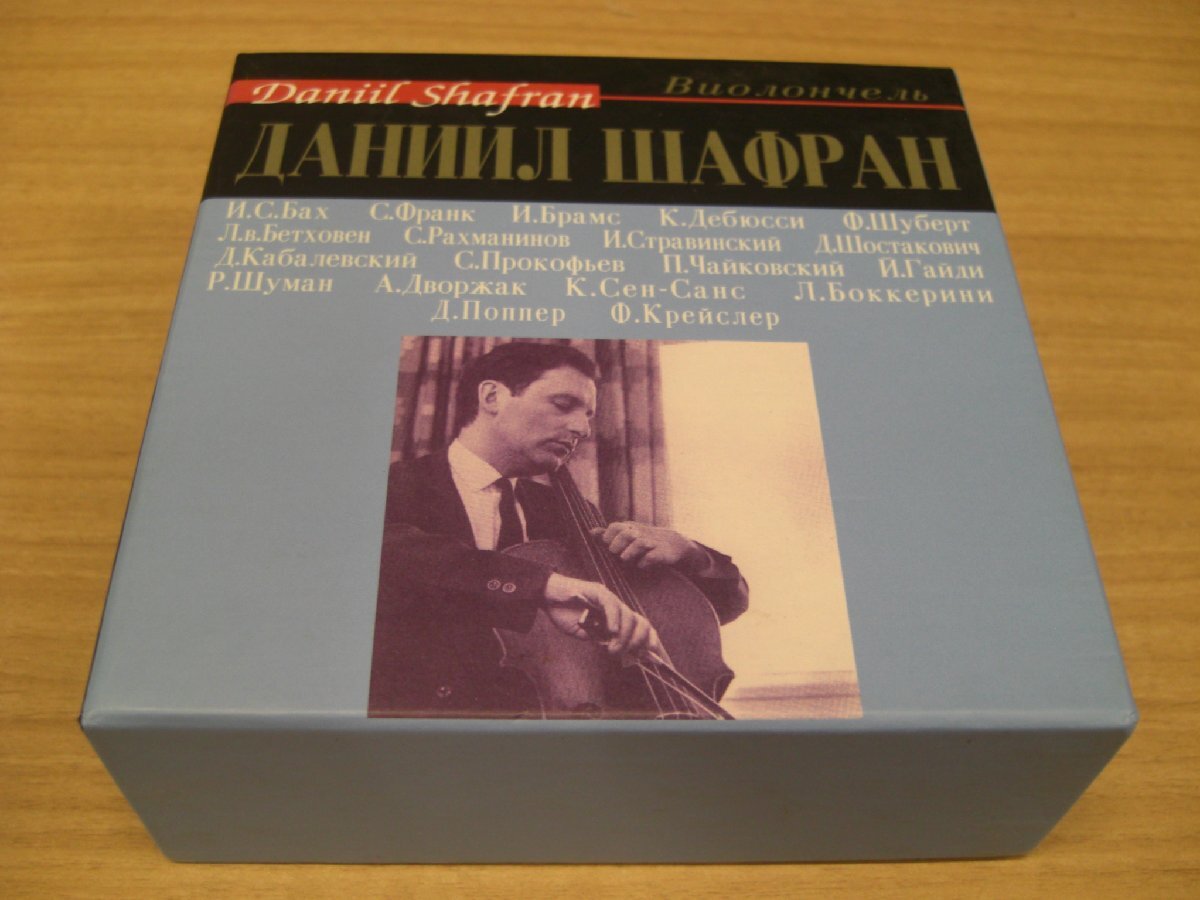 Daniil Shafran Виолончель
ДАНИИЛ ШАФРАН
И.С.Бах С.Франк И.Брамс К.Дебюсси Ф.Шуберт
Л.в.Бетховен С.Рахманинов И.Стравинский Д.Шостакович
Д.Кабалевский С.Прокофьев П.Чайковский Й.Гайди
Р.Шуман А.Дворжак К.Сен-Санс Л.Боккерини
Д.Поппер Ф.Крейслер